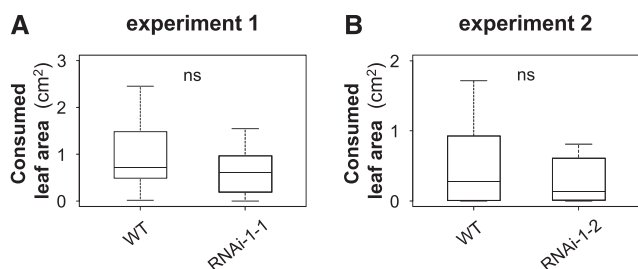 A experiment 1
Consumed leaf area (cm²)
3
2
1
0
ns
WT
RNAi-1-1
B experiment 2
Consumed leaf area (cm²)
2
1
0
ns
WT
RNAi-1-2